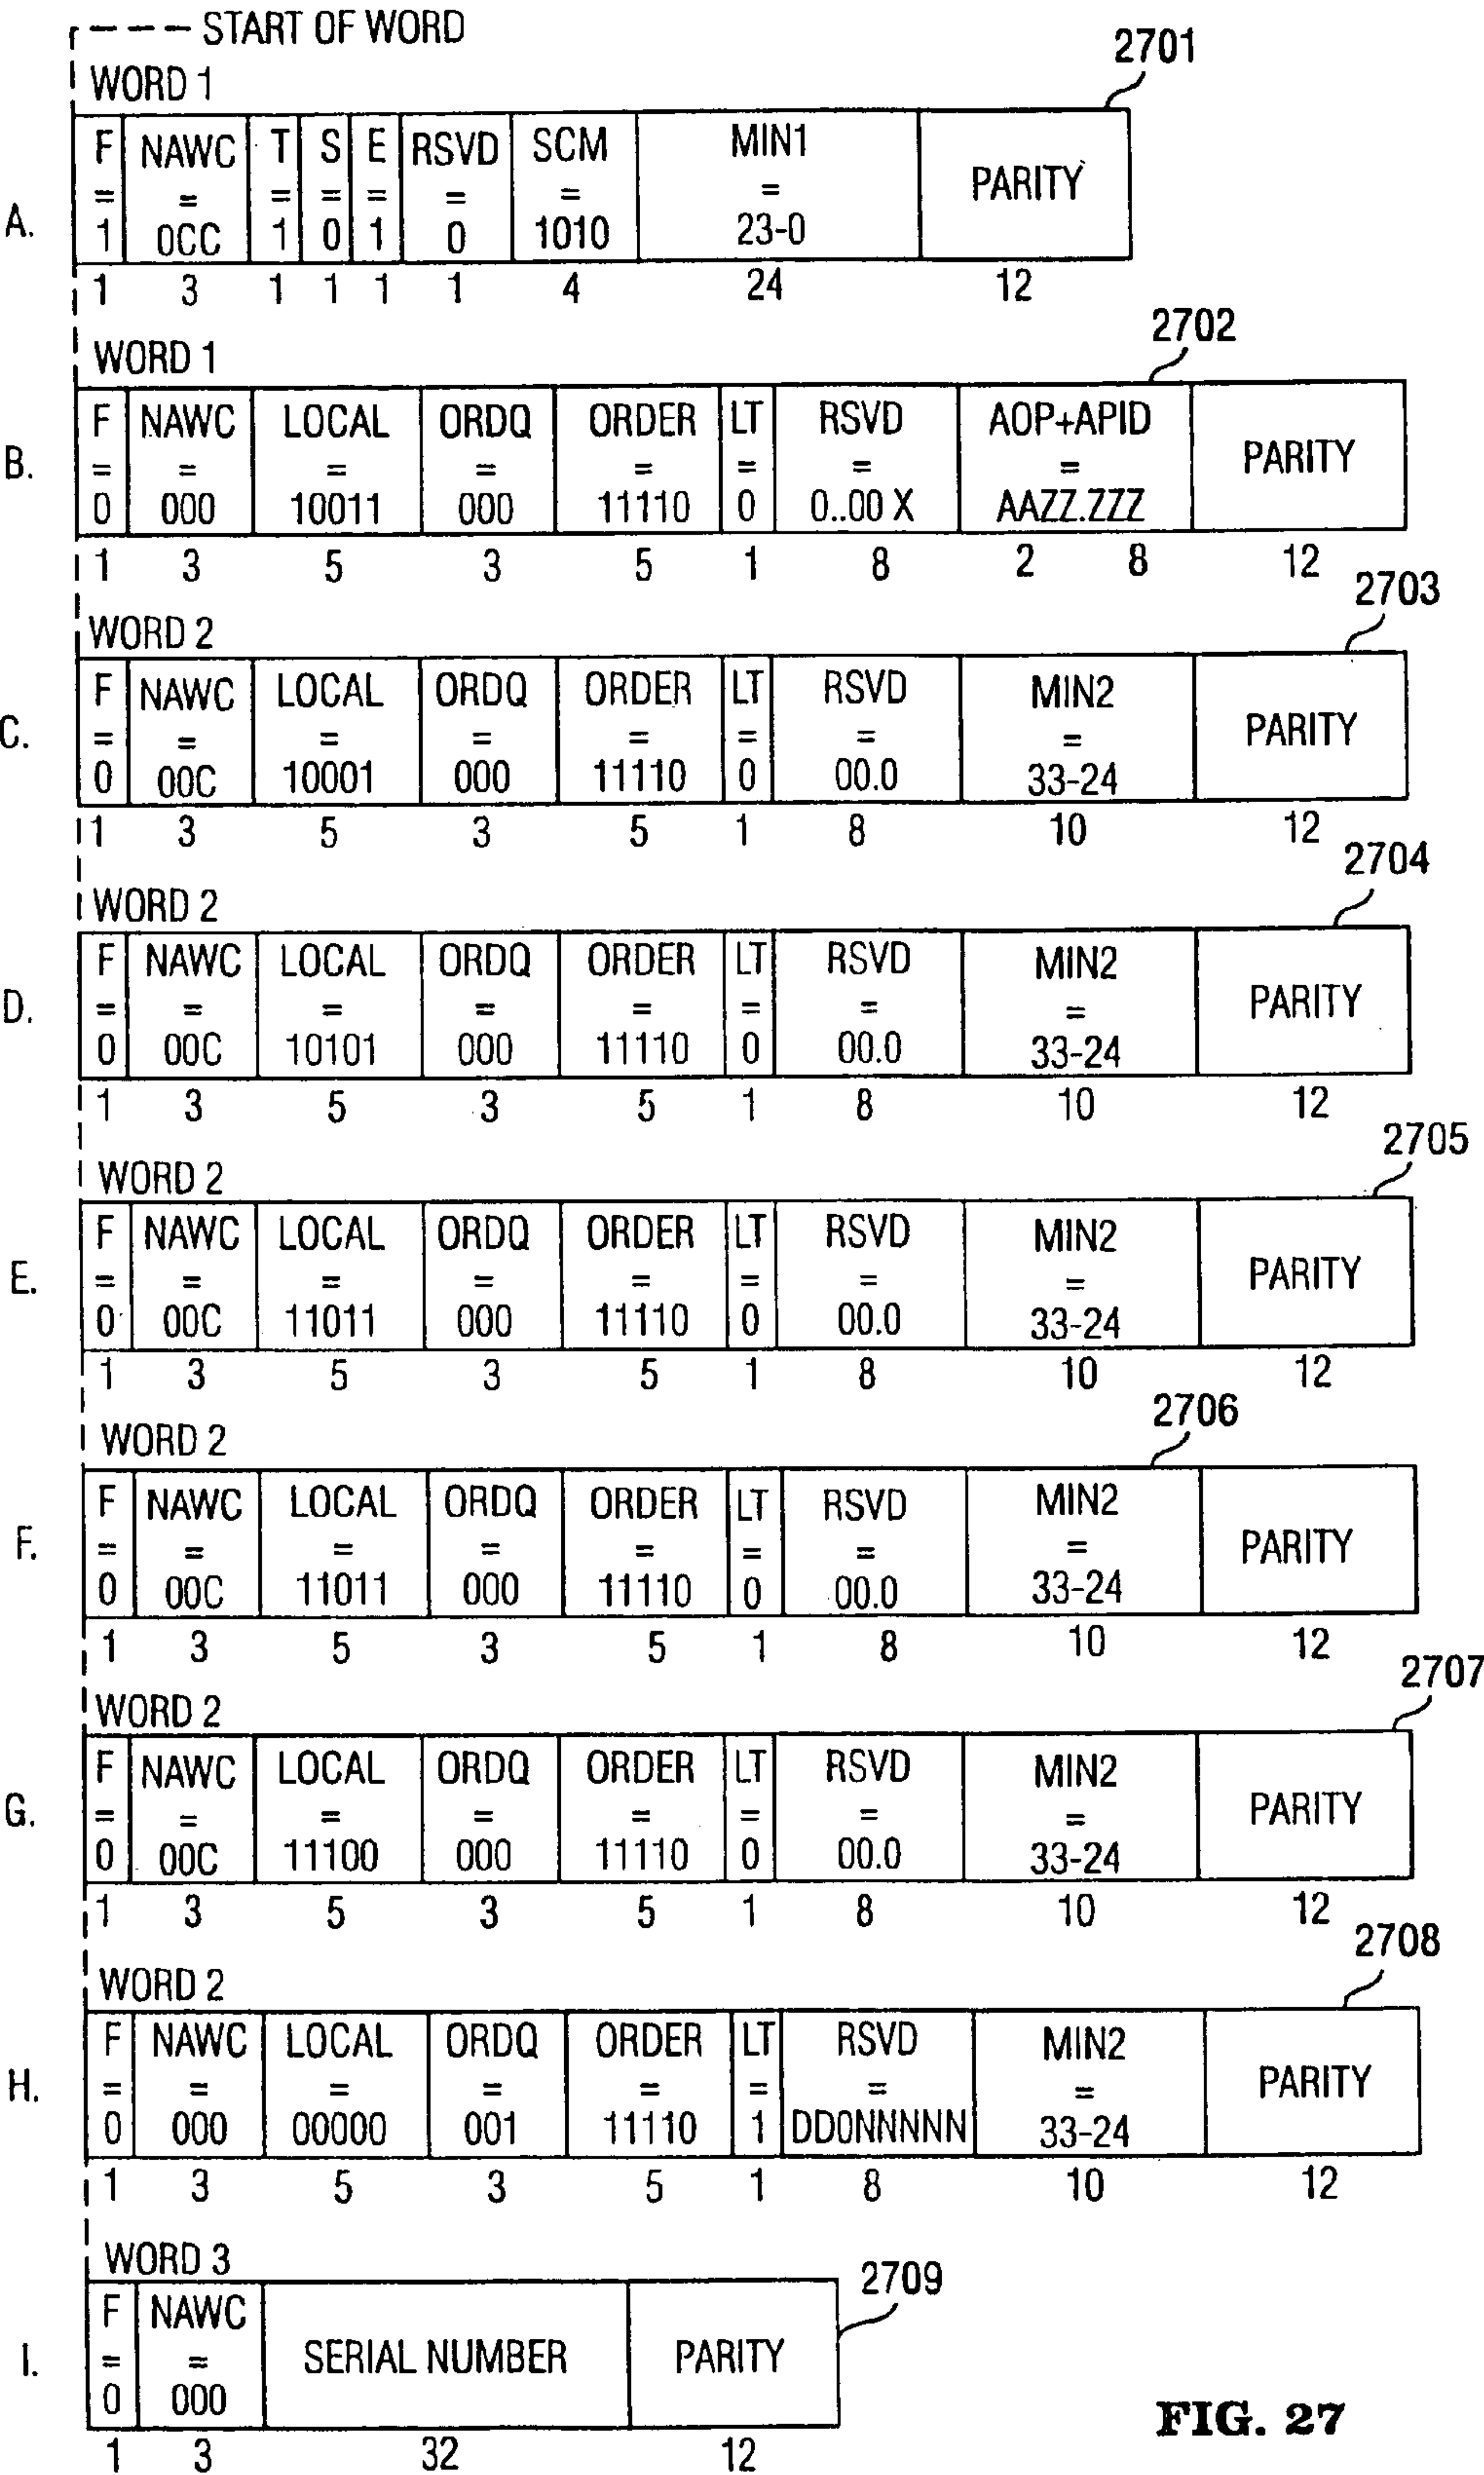 START OF WORD
2701
WORD 1
F NAWC T S E RSVD SCM MIN1 PARITY
= = = = = = = =
A. 1 0CC 1 0 1 0 1010 23-0
1 3 1 1 1 1 4 24 12
2702
WORD 1
F NAWC LOCAL ORDQ ORDER LT RSVD AOP+APID PARITY
B. = = = = = = = =
0 000 10011 000 11110 0 0..00 X AAZZ.ZZZ
1 3 5 3 5 1 8 2 8 12
2703
WORD 2
F NAWC LOCAL ORDQ ORDER LT RSVD MIN2 PARITY
C. = = = = = = = =
0 00C 10001 000 11110 0 00.0 33-24
1 3 5 3 5 1 8 10 12
2704
WORD 2
F NAWC LOCAL ORDQ ORDER LT RSVD MIN2 PARITY
D. = = = = = = = =
0 00C 10101 000 11110 0 00.0 33-24
1 3 5 3 5 1 8 10 12
2705
WORD 2
F NAWC LOCAL ORDQ ORDER LT RSVD MIN2 PARITY
E. = = = = = = = =
0 00C 11011 000 11110 0 00.0 33-24
1 3 5 3 5 1 8 10 12
2706
WORD 2
F NAWC LOCAL ORDQ ORDER LT RSVD MIN2 PARITY
F. = = = = = = = =
0 00C 11011 000 11110 0 00.0 33-24
1 3 5 3 5 1 8 10 12
2707
WORD 2
F NAWC LOCAL ORDQ ORDER LT RSVD MIN2 PARITY
G. = = = = = = = =
0 00C 11100 000 11110 0 00.0 33-24
1 3 5 3 5 1 8 10 12
2708
WORD 2
F NAWC LOCAL ORDQ ORDER LT RSVD MIN2 PARITY
H. = = = = = = = =
0 000 00000 001 11110 1 DD0NNNNN 33-24
1 3 5 3 5 1 8 10 12
WORD 3
2709
F NAWC SERIAL NUMBER PARITY
I. = =
0 000
1 3 32 12
FIG. 27